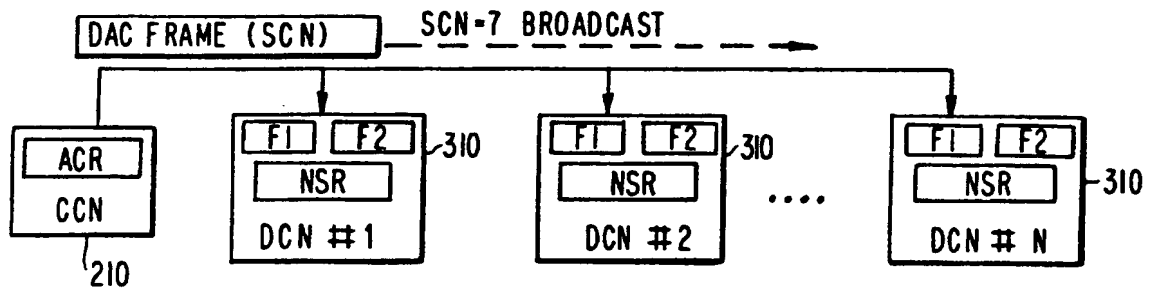 DAC FRAME (SCN)
SCN=7 BROADCAST
ACR
CCN
210
F1 F2
NSR
DCN #1
310
F1 F2
NSR
DCN #2
310
....
F1 F2
NSR
DCN # N
310